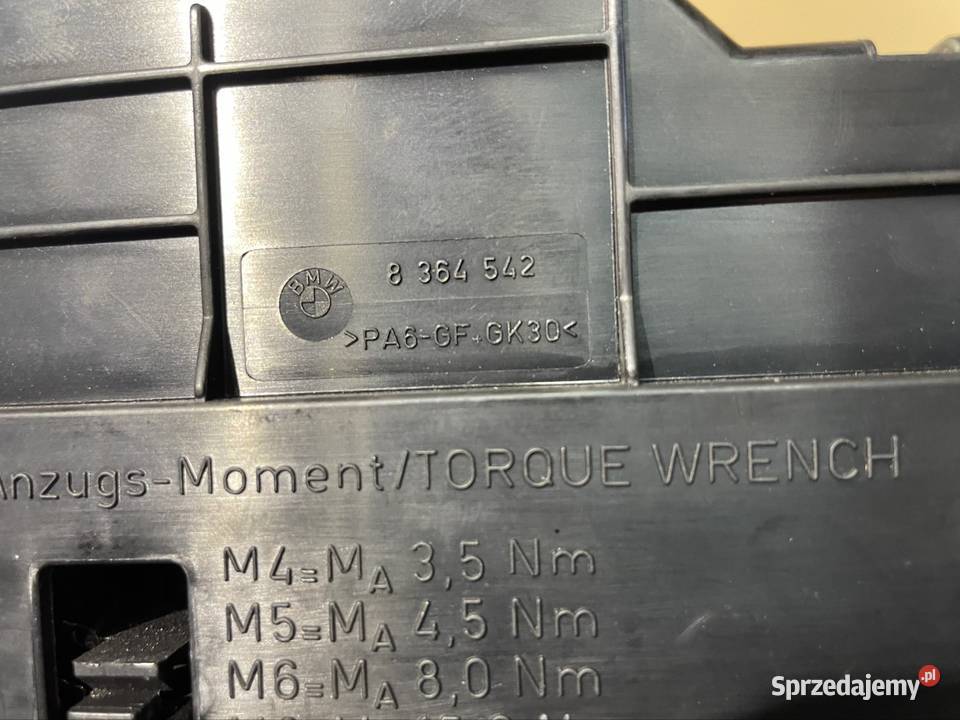 BMW
8 364 542
>PA6-GF+GK30<
Anzugs-Moment/TORQUE WRENCH
M4=MA 3,5 Nm
M5=MA 4,5 Nm
M6=MA 8,0 Nm
Sprzedajemy.pl